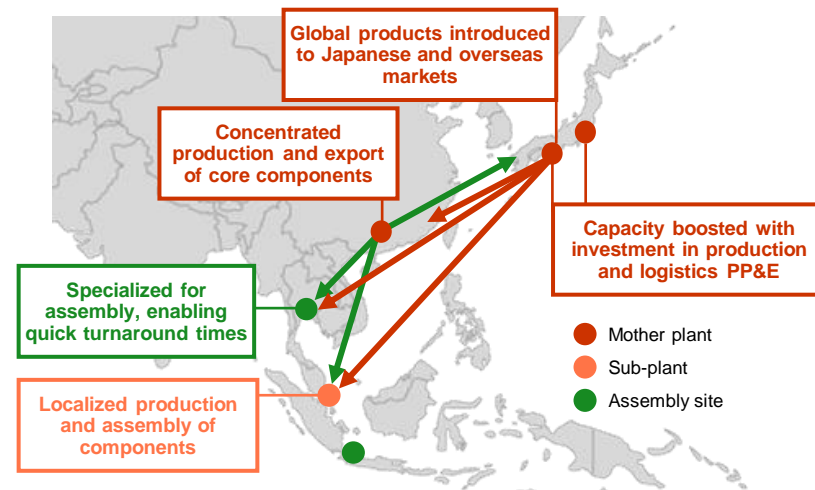 Global products introduced
to Japanese and overseas
markets
Concentrated
production and export
of core components
Capacity boosted with
investment in production
and logistics PP&E
Specialized for
assembly, enabling
quick turnaround times
Localized production
and assembly of
components
Mother plant
Sub-plant
Assembly site